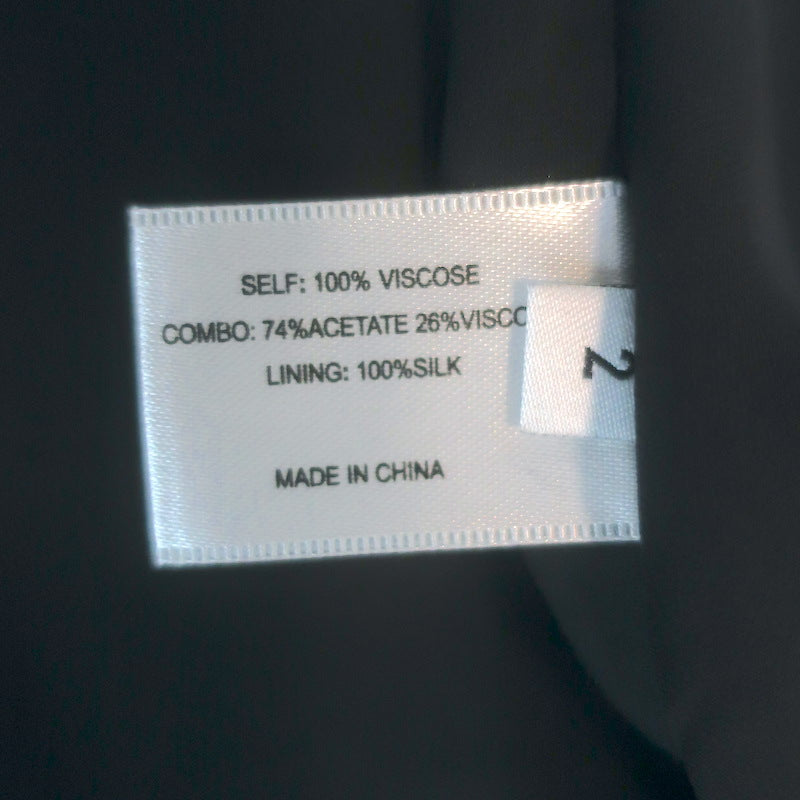 SELF: 100% VISCOSE
COMBO: 74%ACETATE 26%VISCO
LINING: 100%SILK
2
MADE IN CHINA